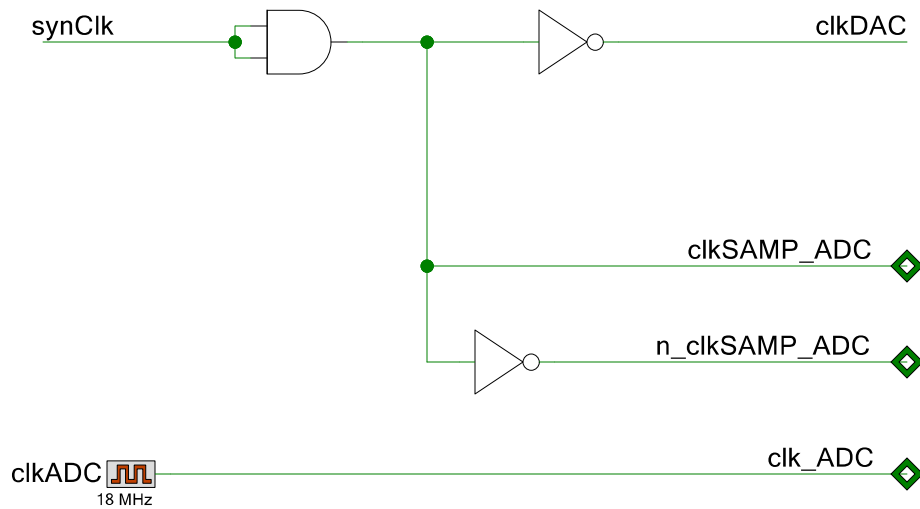 synClk
clkDAC
clkSAMP_ADC
n_clkSAMP_ADC
clkADC
18 MHz
clk_ADC